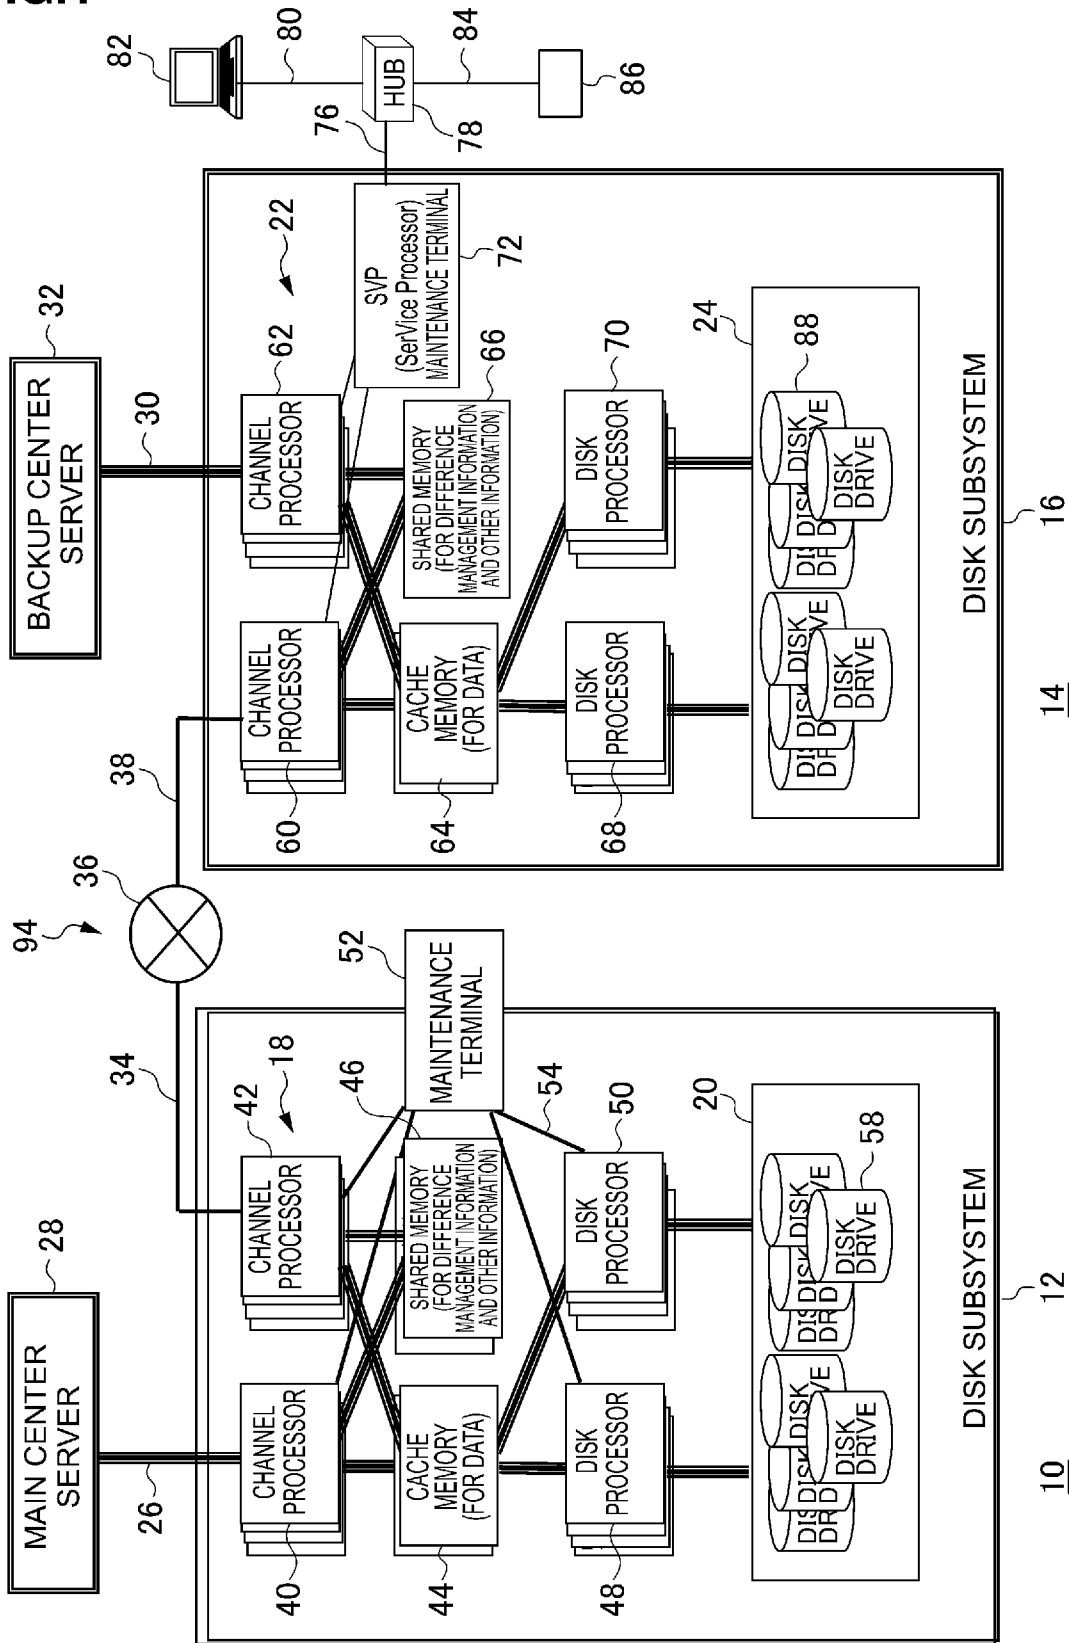 MAIN CENTER
SERVER
28
26
BACKUP CENTER
SERVER
32
30
94
36
34
38
82
80
HUB
84
86
76
78
42
18
CHANNEL
PROCESSOR
CHANNEL
PROCESSOR
40
46
52
MAINTENANCE
TERMINAL
CACHE
MEMORY
(FOR DATA)
44
SHARED MEMORY
(FOR DIFFERENCE
MANAGEMENT INFORMATION
AND OTHER INFORMATION)
54
DISK
PROCESSOR
48
DISK
PROCESSOR
50
20
DISK
DRIVE
DISK
DRIVE
58
DISK SUBSYSTEM
12
10
CHANNEL
PROCESSOR
60
CHANNEL
PROCESSOR
62
22
SVP
(SerVice Processor)
MAINTENANCE TERMINAL
72
CACHE
MEMORY
(FOR DATA)
64
SHARED MEMORY
(FOR DIFFERENCE
MANAGEMENT INFORMATION
AND OTHER INFORMATION)
66
DISK
PROCESSOR
68
DISK
PROCESSOR
70
24
DISK
DRIVE
DISK
DRIVE
88
DISK SUBSYSTEM
16
14